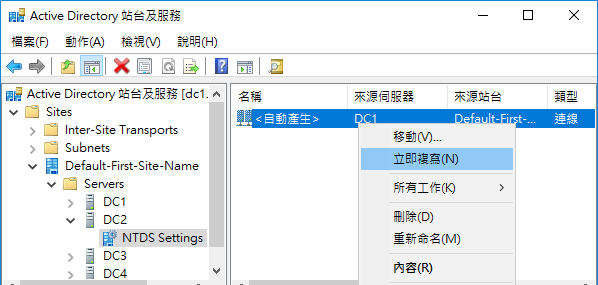 Active Directory 站台及服務
檔案(F) 動作(A) 檢視(V) 說明(H)
Active Directory 站台及服務 [dc1.
Sites
Inter-Site Transports
Subnets
Default-First-Site-Name
Servers
DC1
DC2
NTDS Settings
DC3
DC4
名稱 來源伺服器 來源站台 類型
<自動產生> DC1 Default-First-... 連線
移動(V)...
立即複寫(N)
所有工作(K)
刪除(D)
重新命名(M)
內容(R)